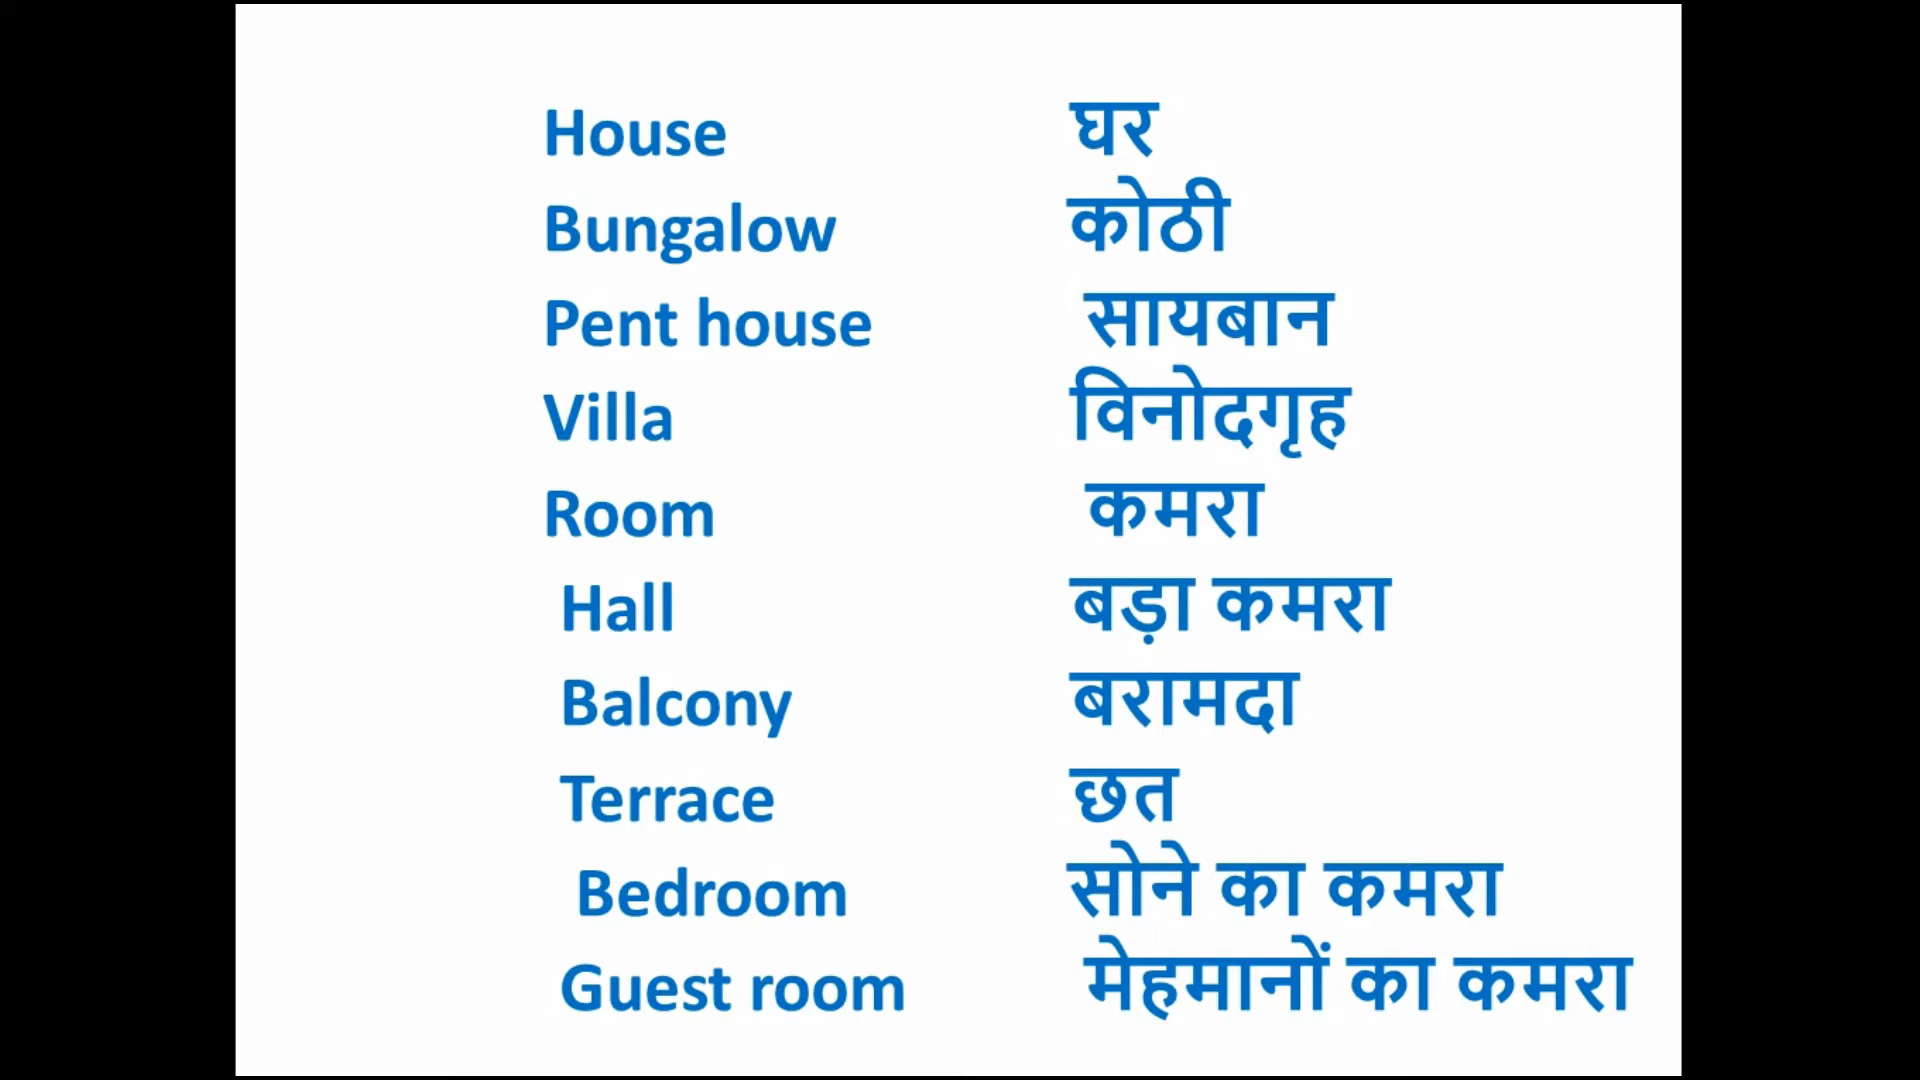 House घर
Bungalow कोठी
Pent house सायबान
Villa विनोदगृह
Room कमरा
Hall बड़ा कमरा
Balcony बरामदा
Terrace छत
Bedroom सोने का कमरा
Guest room मेहमानों का कमरा